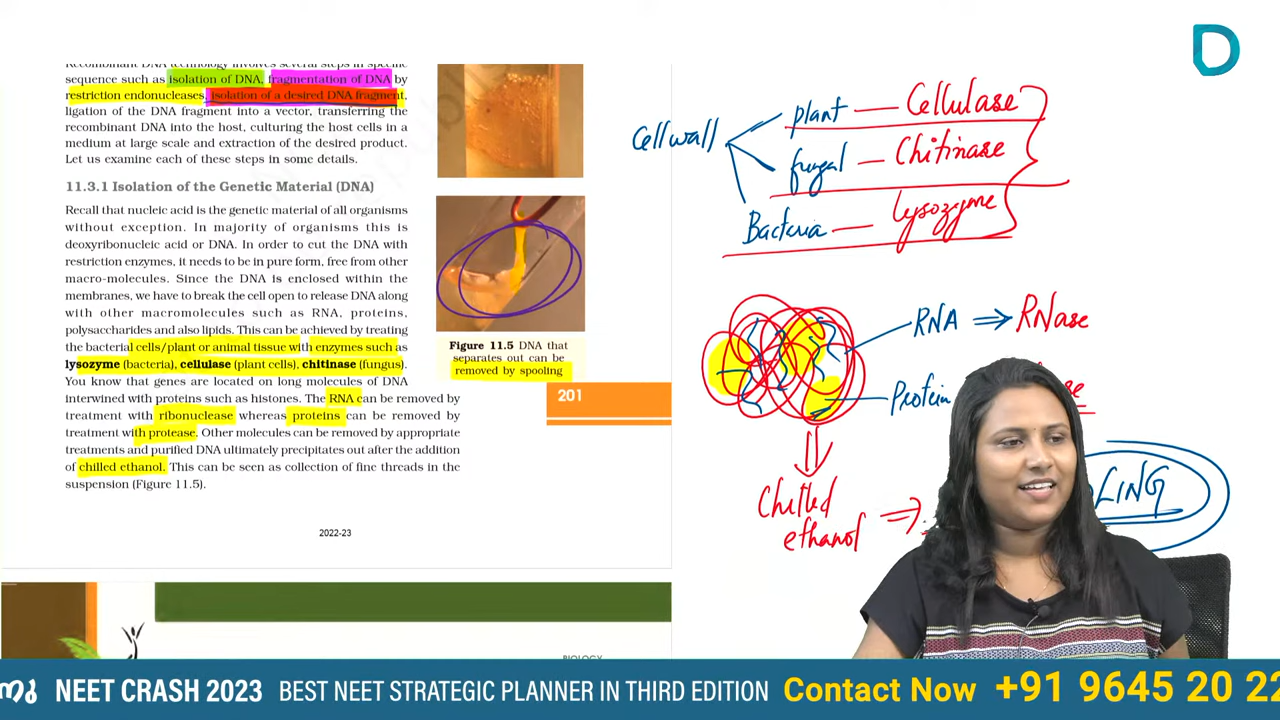 Recombinant DNA technology involves several steps in specific
sequence such as isolation of DNA, fragmentation of DNA by
restriction endonucleases, isolation of a desired DNA fragment,
ligation of the DNA fragment into a vector, transferring the
recombinant DNA into the host, culturing the host cells in a
medium at large scale and extraction of the desired product.
Let us examine each of these steps in some details.
11.3.1 Isolation of the Genetic Material (DNA)
Recall that nucleic acid is the genetic material of all organisms
without exception. In majority of organisms this is
deoxyribonucleic acid or DNA. In order to cut the DNA with
restriction enzymes, it needs to be in pure form, free from other
macro-molecules. Since the DNA is enclosed within the
membranes, we have to break the cell open to release DNA along
with other macromolecules such as RNA, proteins,
polysaccharides and also lipids. This can be achieved by treating
the bacterial cells/plant or animal tissue with enzymes such as
lysozyme (bacteria), cellulase (plant cells), chitinase (fungus).
You know that genes are located on long molecules of DNA
intertwined with proteins such as histones. The RNA can be removed by
treatment with ribonuclease whereas proteins can be removed by
treatment with protease. Other molecules can be removed by appropriate
treatments and purified DNA ultimately precipitates out after the addition
of chilled ethanol. This can be seen as collection of fine threads in the
suspension (Figure 11.5).
2022-23
Figure 11.5 DNA that
separates out can be
removed by spooling
201
BIOLOGY
D
Cell wall
plant — Cellulase
fungal — Chitinase
Bacteria — Lysozyme
RNA ⇒ RNase
Protein
Chilled
ethanol ⇒
LING
NEET CRASH 2023 BEST NEET STRATEGIC PLANNER IN THIRD EDITION Contact Now +91 9645 20 22